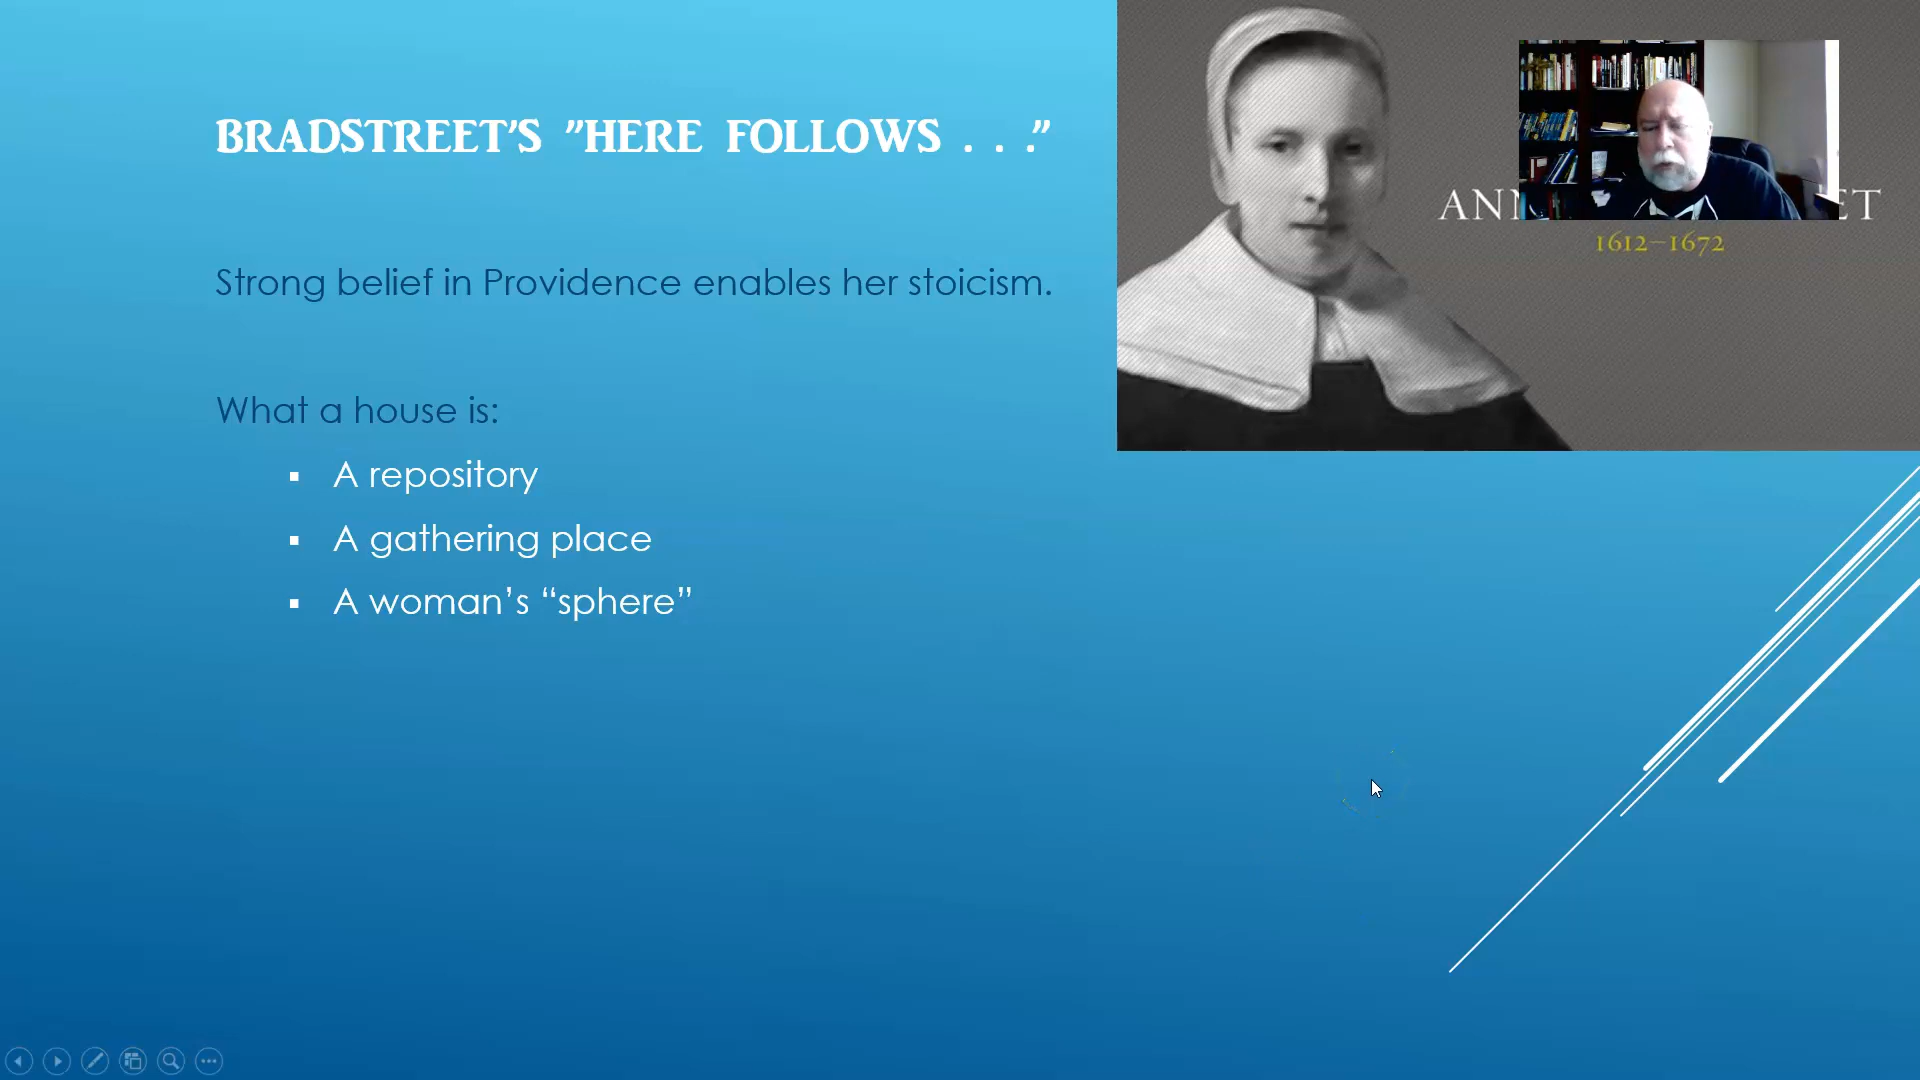 BRADSTREET’S ”HERE FOLLOWS . . .”
Strong belief in Providence enables her stoicism.
What a house is:
▪ A repository
▪ A gathering place
▪ A woman’s “sphere”
1612–1672